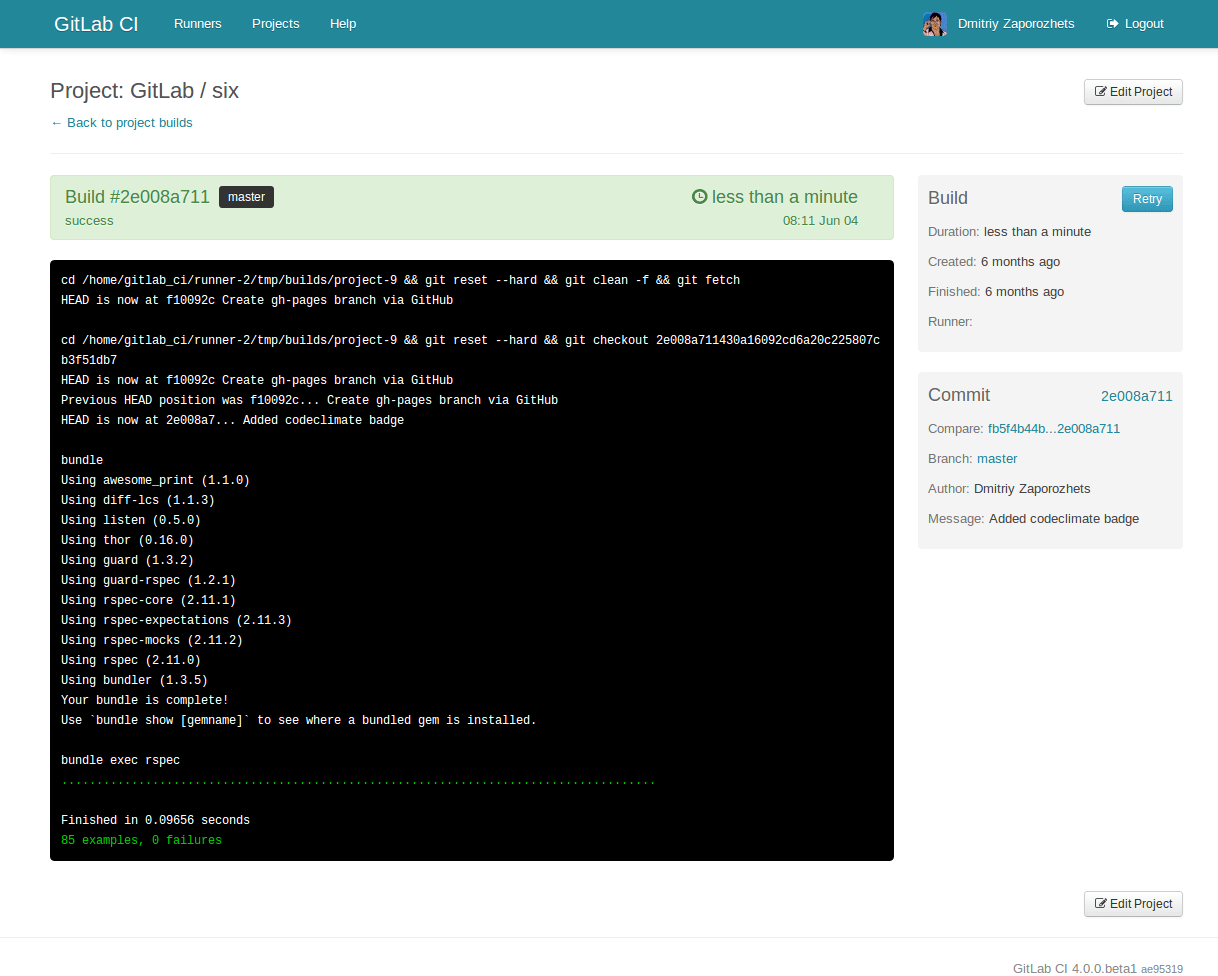 GitLab CI Runners Projects Help Dmitriy Zaporozhets Logout
Project: GitLab / six
Edit Project
← Back to project builds
Build #2e008a711 master
less than a minute
success
08:11 Jun 04
cd /home/gitlab_ci/runner-2/tmp/builds/project-9 && git reset --hard && git clean -f && git fetch
HEAD is now at f10092c Create gh-pages branch via GitHub
cd /home/gitlab_ci/runner-2/tmp/builds/project-9 && git reset --hard && git checkout 2e008a711430a16092cd6a20c225807c
b3f51db7
HEAD is now at f10092c Create gh-pages branch via GitHub
Previous HEAD position was f10092c... Create gh-pages branch via GitHub
HEAD is now at 2e008a7... Added codeclimate badge
bundle
Using awesome_print (1.1.0)
Using diff-lcs (1.1.3)
Using listen (0.5.0)
Using thor (0.16.0)
Using guard (1.3.2)
Using guard-rspec (1.2.1)
Using rspec-core (2.11.1)
Using rspec-expectations (2.11.3)
Using rspec-mocks (2.11.2)
Using rspec (2.11.0)
Using bundler (1.3.5)
Your bundle is complete!
Use `bundle show [gemname]` to see where a bundled gem is installed.
bundle exec rspec
.....................................................................................
Finished in 0.09656 seconds
85 examples, 0 failures
Build
Retry
Duration: less than a minute
Created: 6 months ago
Finished: 6 months ago
Runner:
Commit
2e008a711
Compare: fb5f4b44b...2e008a711
Branch: master
Author: Dmitriy Zaporozhets
Message: Added codeclimate badge
Edit Project
GitLab CI 4.0.0.beta1 ae95319